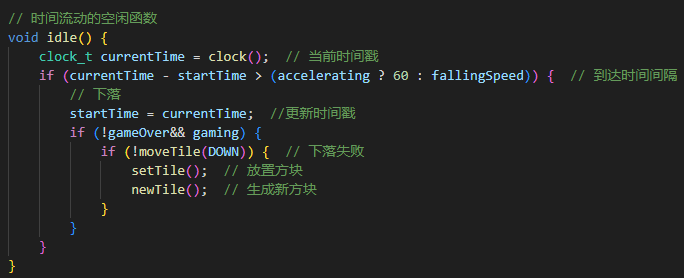 // 时间流动的空闲函数
void idle() {
    clock_t currentTime = clock();  // 当前时间戳
    if (currentTime - startTime > (accelerating ? 60 : fallingSpeed)) {  // 到达时间间隔
        // 下落
        startTime = currentTime;  //更新时间戳
        if (!gameOver&& gaming) {
            if (!moveTile(DOWN)) {  // 下落失败
                setTile();  // 放置方块
                newTile();  // 生成新方块
            }
        }
    }
}